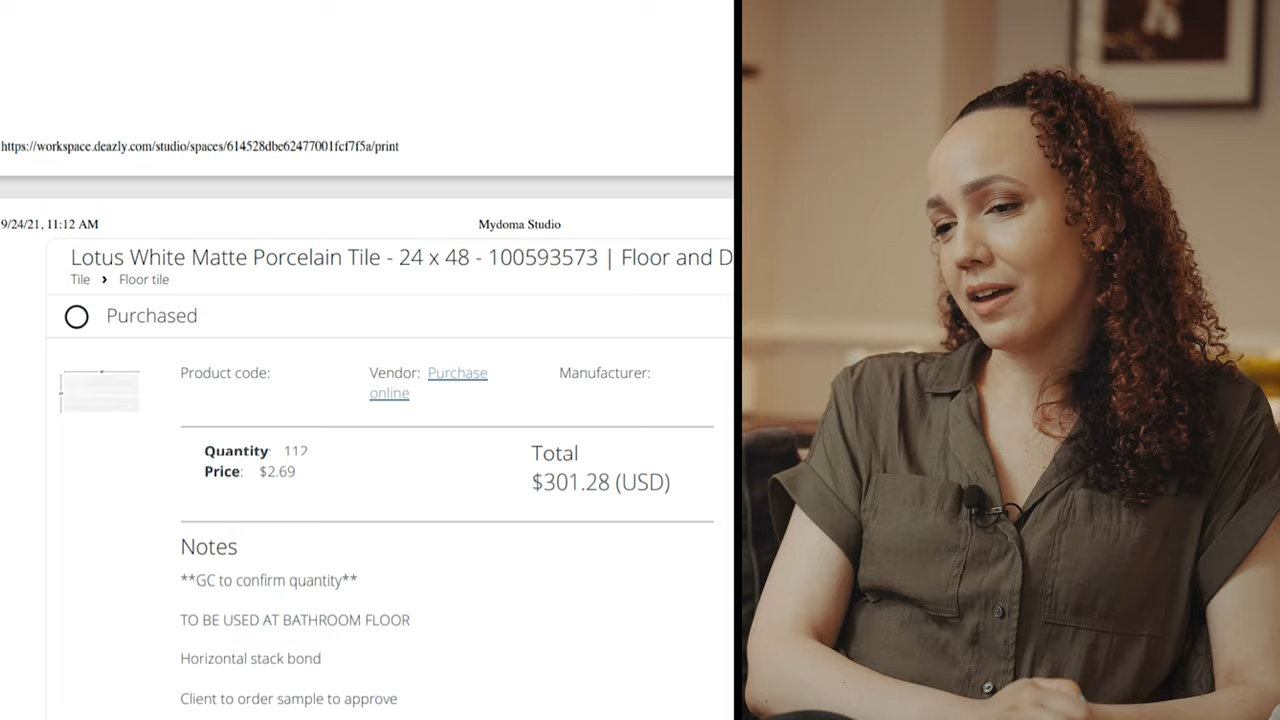 https://workspace.deazly.com/studio/spaces/614528dbe62477001fcf7f5a/print
9/24/21, 11:12 AM Mydoma Studio
Lotus White Matte Porcelain Tile - 24 x 48 - 100593573 | Floor and D
Tile › Floor tile
Purchased
Product code: Vendor: Purchase online Manufacturer:
Quantity: 112
Price: $2.69
Total
$301.28 (USD)
Notes
**GC to confirm quantity**
TO BE USED AT BATHROOM FLOOR
Horizontal stack bond
Client to order sample to approve